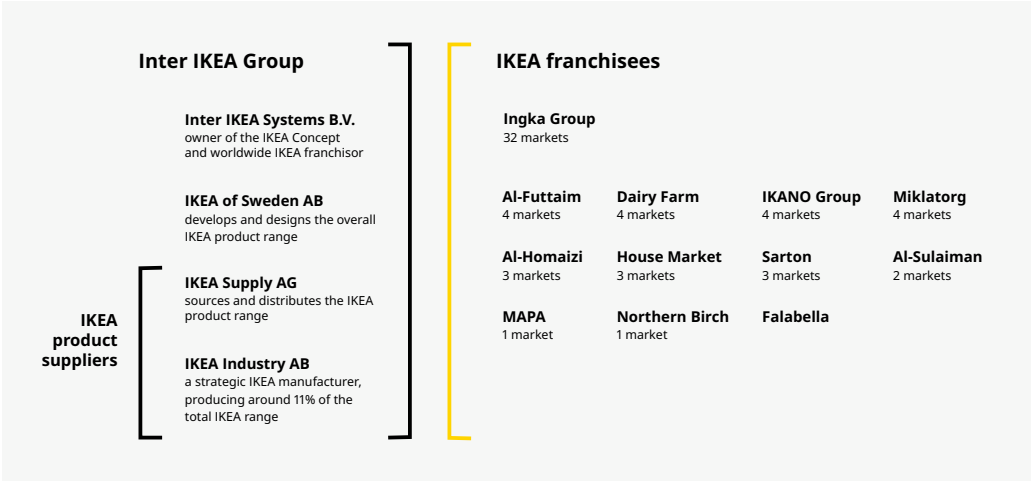 Inter IKEA Group
Inter IKEA Systems B.V.
owner of the IKEA Concept
and worldwide IKEA franchisor
IKEA of Sweden AB
develops and designs the overall
IKEA product range
IKEA
product
suppliers
IKEA Supply AG
sources and distributes the IKEA
product range
IKEA Industry AB
a strategic IKEA manufacturer,
producing around 11% of the
total IKEA range
IKEA franchisees
Ingka Group
32 markets
Al-Futtaim
4 markets
Dairy Farm
4 markets
IKANO Group
4 markets
Miklatorg
4 markets
Al-Homaizi
3 markets
House Market
3 markets
Sarton
3 markets
Al-Sulaiman
2 markets
MAPA
1 market
Northern Birch
1 market
Falabella